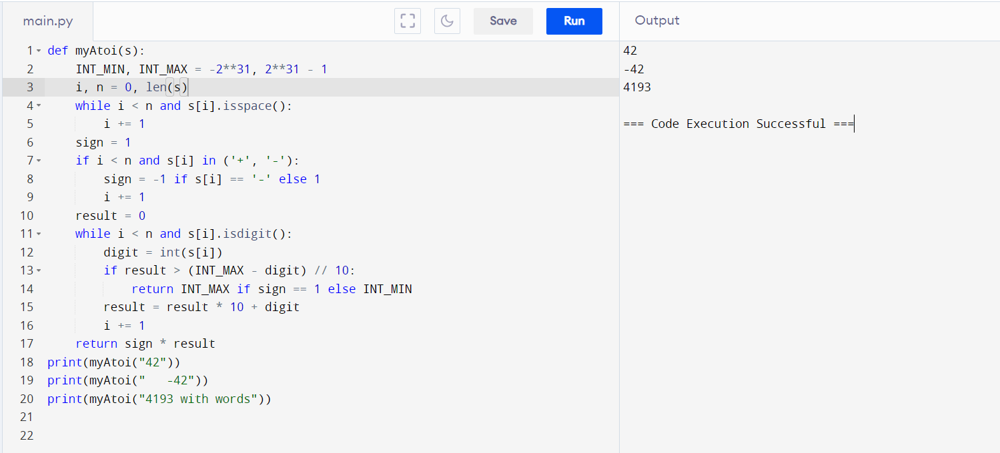 main.py
Save
Run
Output
1 def myAtoi(s):
2     INT_MIN, INT_MAX = -2**31, 2**31 - 1
3     i, n = 0, len(s)
4     while i < n and s[i].isspace():
5         i += 1
6     sign = 1
7     if i < n and s[i] in ('+', '-'):
8         sign = -1 if s[i] == '-' else 1
9         i += 1
10     result = 0
11     while i < n and s[i].isdigit():
12         digit = int(s[i])
13         if result > (INT_MAX - digit) // 10:
14             return INT_MAX if sign == 1 else INT_MIN
15         result = result * 10 + digit
16         i += 1
17     return sign * result
18 print(myAtoi("42"))
19 print(myAtoi("   -42"))
20 print(myAtoi("4193 with words"))
21
22
42
-42
4193
=== Code Execution Successful ===